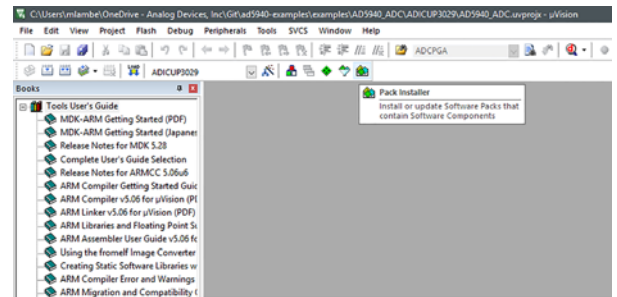 C:\Users\mlambe\OneDrive - Analog Devices, Inc\Git\ad5940-examples\examples\AD5940_ADC\ADICUP3029\AD5940_ADC.uvprojx - µVision
File Edit View Project Flash Debug Peripherals Tools SVCS Window Help
ADCPGA
ADICUP3029
Books
Pack Installer
Install or update Software Packs that
contain Software Components
Tools User's Guide
MDK-ARM Getting Started (PDF)
MDK-ARM Getting Started (Japanes
Release Notes for MDK 5.28
Complete User's Guide Selection
Release Notes for ARMCC 5.06u6
ARM Compiler Getting Started Guid
ARM Compiler v5.06 for µVision (PI
ARM Linker v5.06 for µVision (PDF)
ARM Libraries and Floating Point Su
ARM Assembler User Guide v5.06 fo
Using the fromelf Image Converter
Creating Static Software Libraries w
ARM Compiler Error and Warnings
ARM Migration and Compatibility (